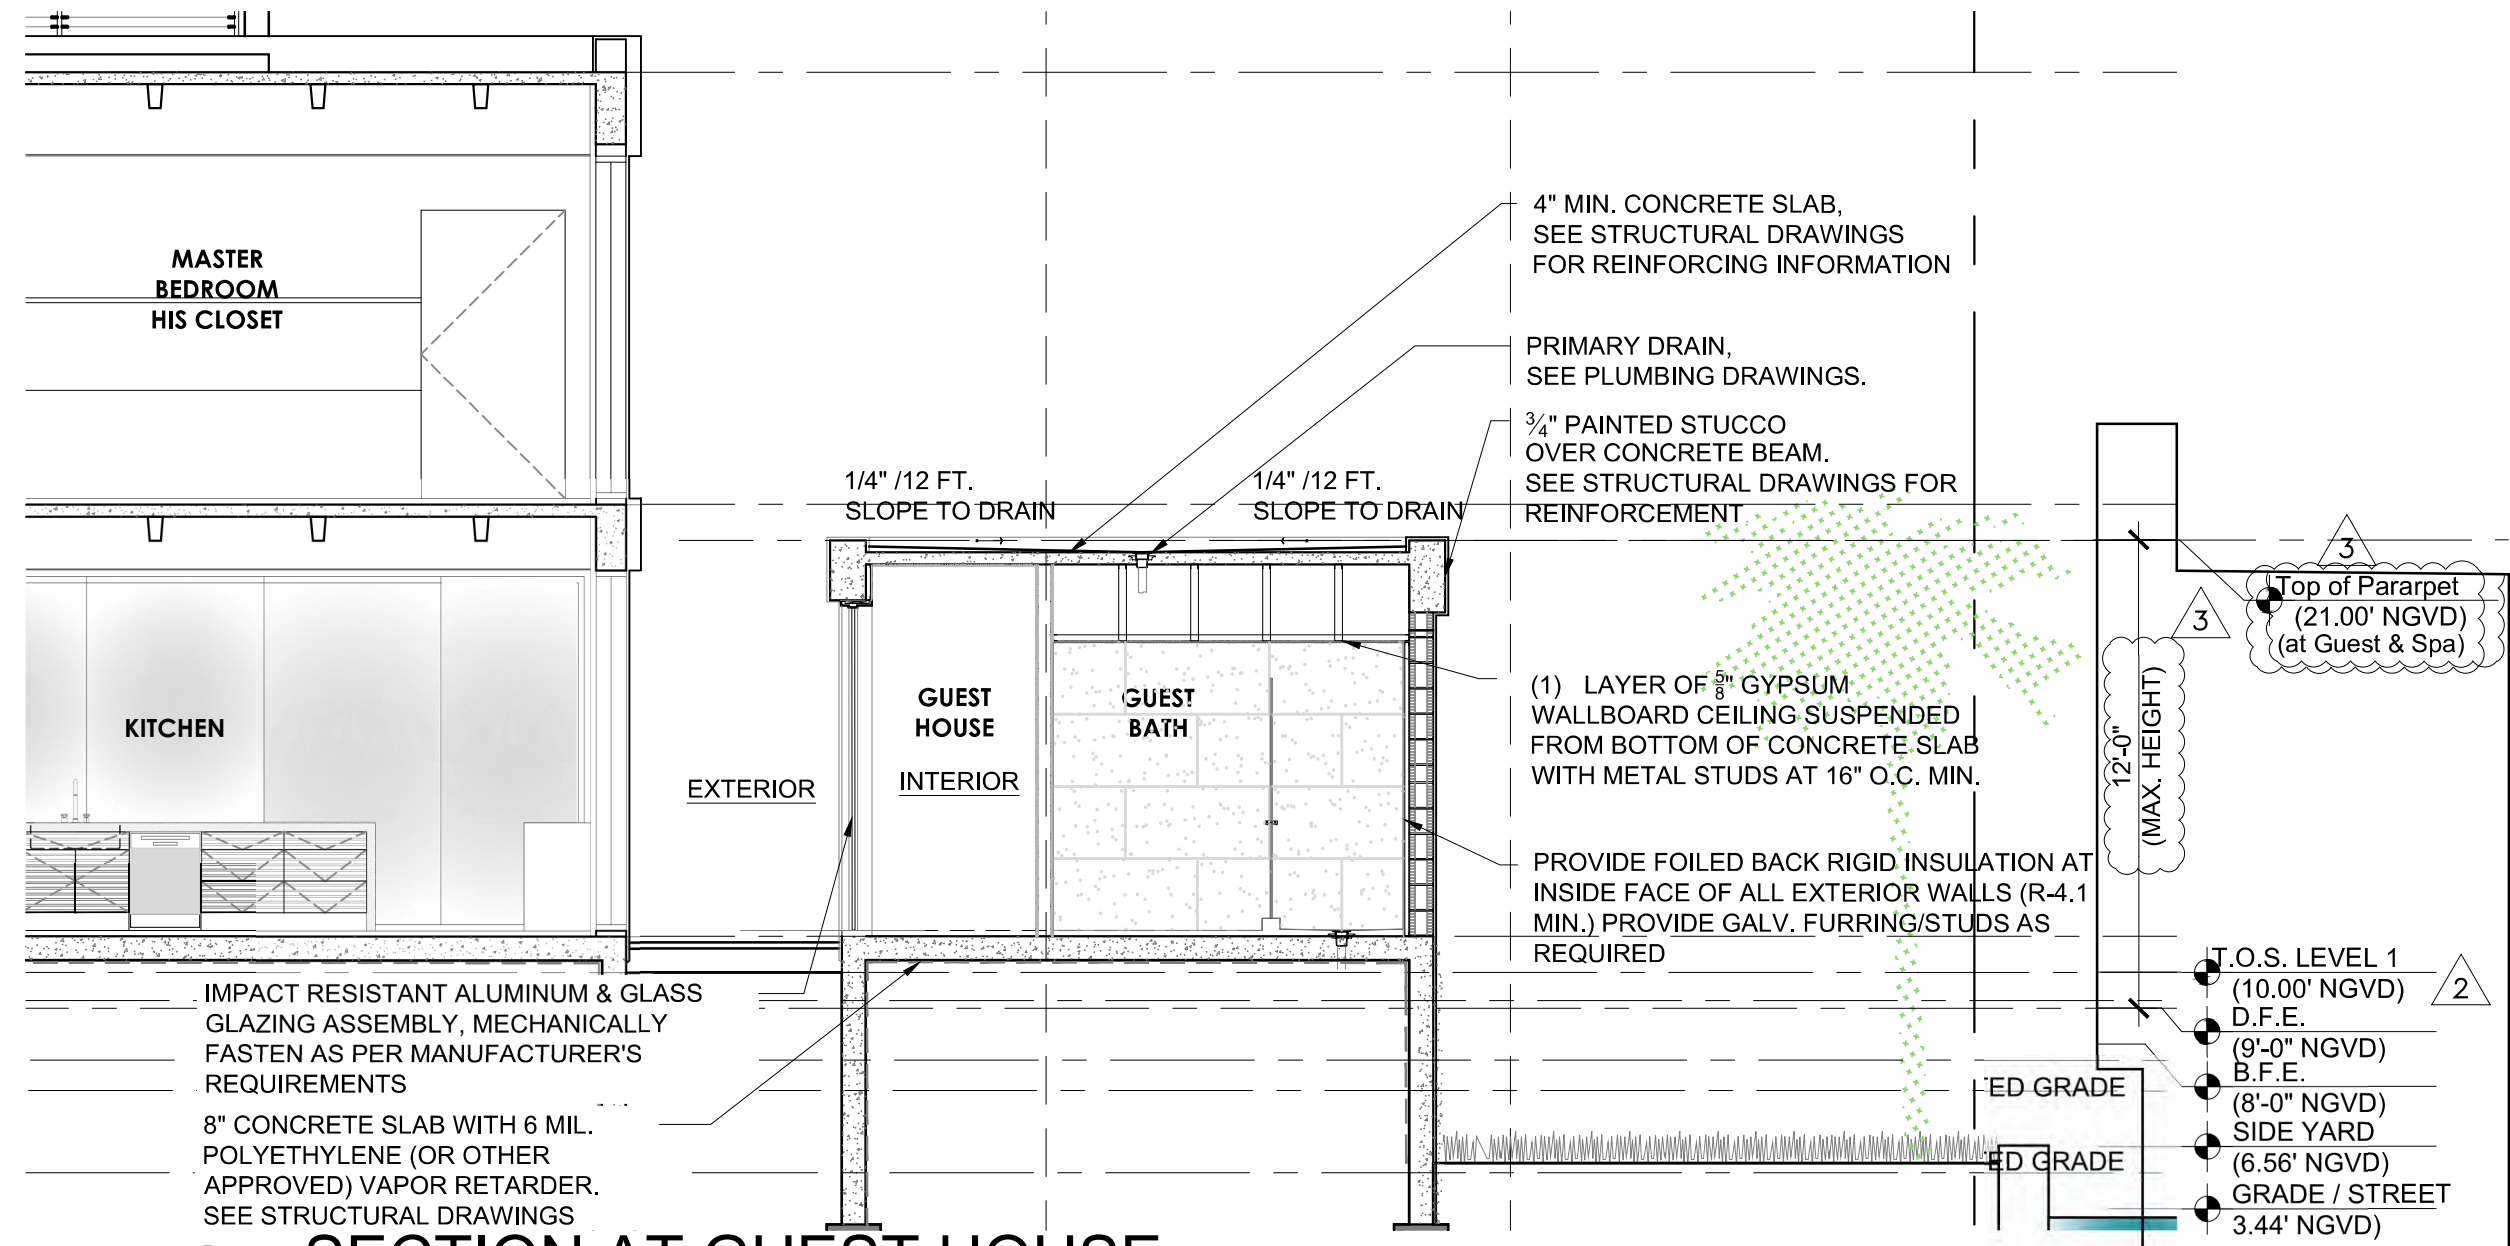 MASTER
BEDROOM
HIS CLOSET
KITCHEN
4" MIN. CONCRETE SLAB,
SEE STRUCTURAL DRAWINGS
FOR REINFORCING INFORMATION
PRIMARY DRAIN,
SEE PLUMBING DRAWINGS.
3/4" PAINTED STUCCO
OVER CONCRETE BEAM.
SEE STRUCTURAL DRAWINGS FOR
REINFORCEMENT
1/4" /12 FT.
SLOPE TO DRAIN
1/4" /12 FT.
SLOPE TO DRAIN
GUEST
HOUSE
INTERIOR
GUEST
BATH
EXTERIOR
(1) LAYER OF 5/8" GYPSUM
WALLBOARD CEILING SUSPENDED
FROM BOTTOM OF CONCRETE SLAB
WITH METAL STUDS AT 16" O.C. MIN.
PROVIDE FOILED BACK RIGID INSULATION AT
INSIDE FACE OF ALL EXTERIOR WALLS (R-4.1
MIN.) PROVIDE GALV. FURRING/STUDS AS
REQUIRED
3
Top of Pararpet
(21.00' NGVD)
(at Guest & Spa)
3
12'-0"
(MAX. HEIGHT)
T.O.S. LEVEL 1
(10.00' NGVD)
2
D.F.E.
(9'-0" NGVD)
B.F.E.
(8'-0" NGVD)
SIDE YARD
(6.56' NGVD)
GRADE / STREET
3.44' NGVD)
TED GRADE
TED GRADE
IMPACT RESISTANT ALUMINUM & GLASS
GLAZING ASSEMBLY, MECHANICALLY
FASTEN AS PER MANUFACTURER'S
REQUIREMENTS
8" CONCRETE SLAB WITH 6 MIL.
POLYETHYLENE (OR OTHER
APPROVED) VAPOR RETARDER.
SEE STRUCTURAL DRAWINGS
SECTION AT GUEST HOUSE